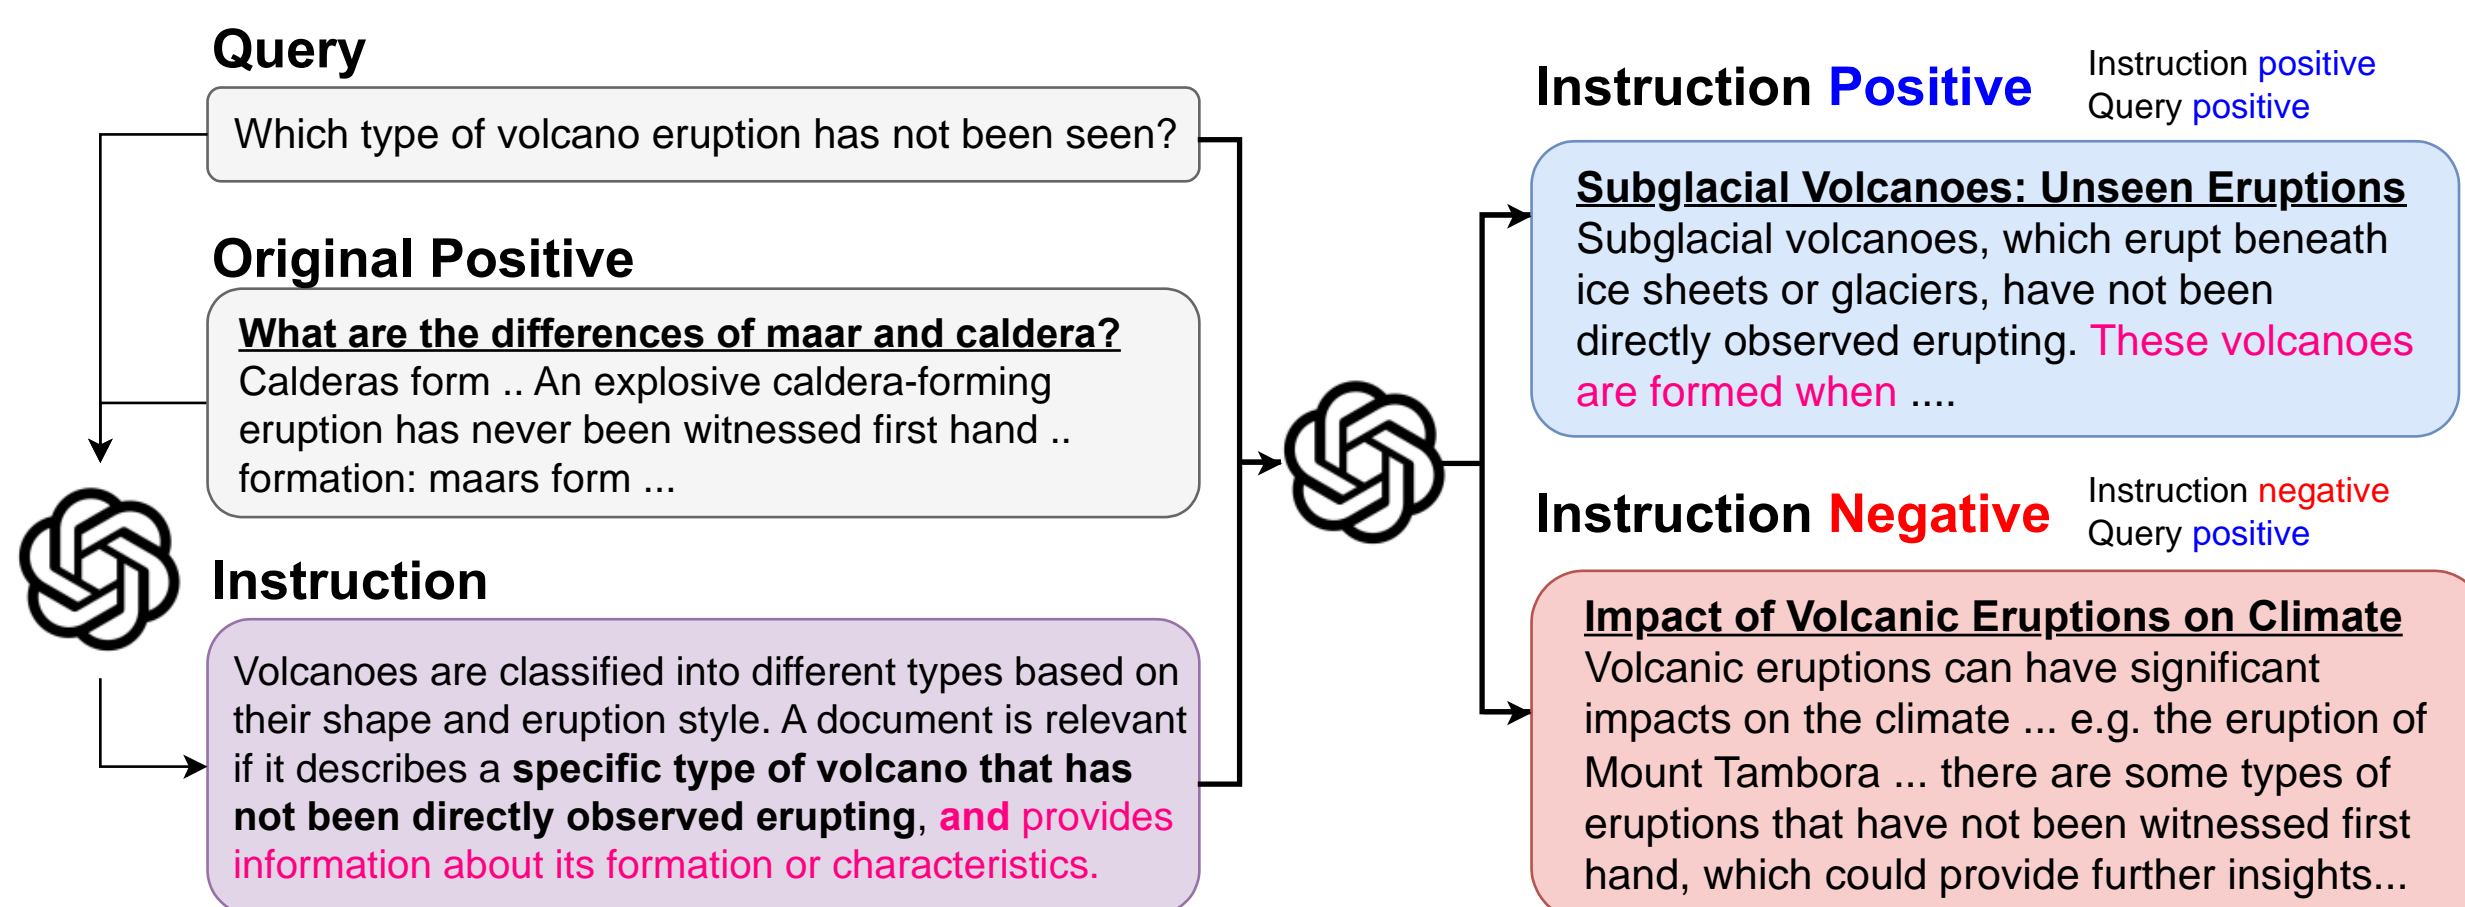 Query
Which type of volcano eruption has not been seen?
Original Positive
What are the differences of maar and caldera?
Calderas form .. An explosive caldera-forming
eruption has never been witnessed first hand ..
formation: maars form ...
Instruction
Volcanoes are classified into different types based on
their shape and eruption style. A document is relevant
if it describes a specific type of volcano that has
not been directly observed erupting, and provides
information about its formation or characteristics.
Instruction Positive
Instruction positive
Query positive
Subglacial Volcanoes: Unseen Eruptions
Subglacial volcanoes, which erupt beneath
ice sheets or glaciers, have not been
directly observed erupting. These volcanoes
are formed when ....
Instruction Negative
Instruction negative
Query positive
Impact of Volcanic Eruptions on Climate
Volcanic eruptions can have significant
impacts on the climate ... e.g. the eruption of
Mount Tambora ... there are some types of
eruptions that have not been witnessed first
hand, which could provide further insights...